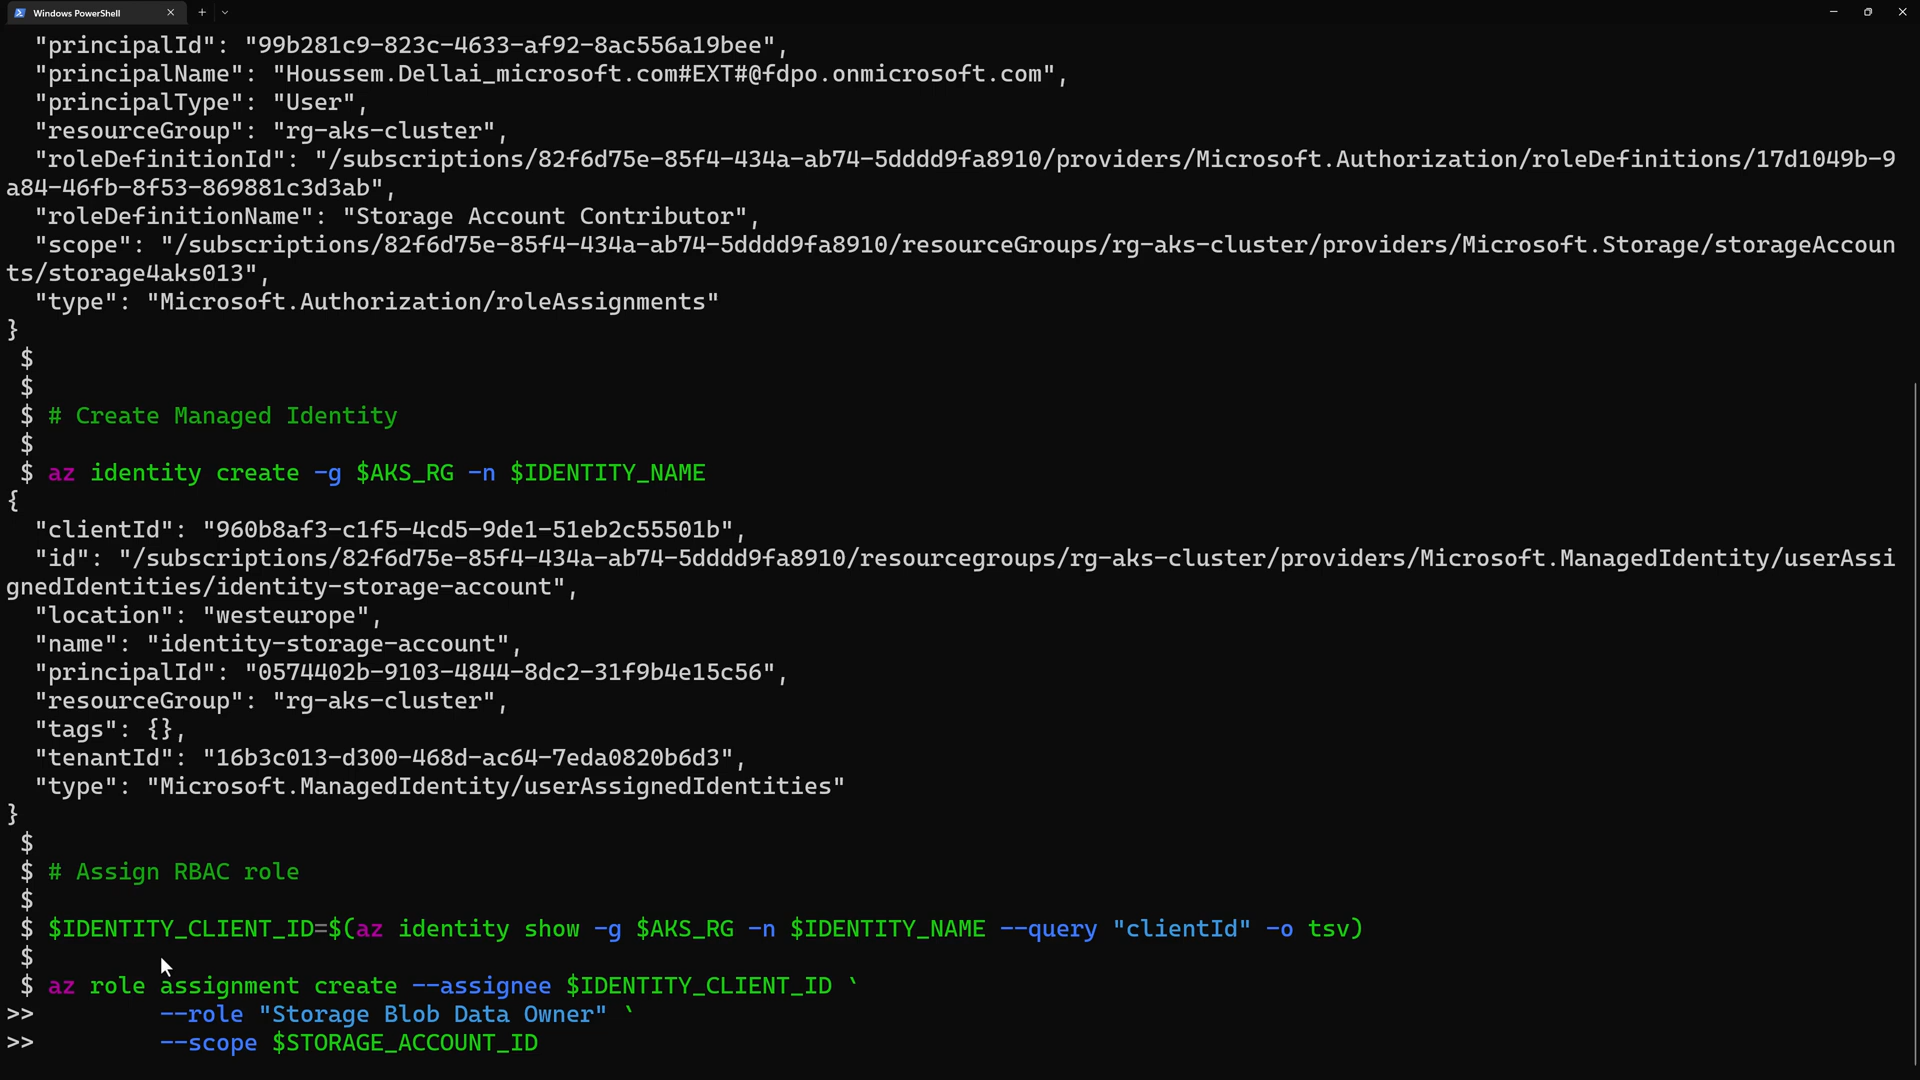 Windows PowerShell
"principalId": "99b281c9-823c-4633-af92-8ac556a19bee",
"principalName": "Houssem.Dellai_microsoft.com#EXT#@fdpo.onmicrosoft.com",
"principalType": "User",
"resourceGroup": "rg-aks-cluster",
"roleDefinitionId": "/subscriptions/82f6d75e-85f4-434a-ab74-5dddd9fa8910/providers/Microsoft.Authorization/roleDefinitions/17d1049b-9
a84-46fb-8f53-869881c3d3ab",
"roleDefinitionName": "Storage Account Contributor",
"scope": "/subscriptions/82f6d75e-85f4-434a-ab74-5dddd9fa8910/resourceGroups/rg-aks-cluster/providers/Microsoft.Storage/storageAccoun
ts/storage4aks013",
"type": "Microsoft.Authorization/roleAssignments"
}
$
$
$ # Create Managed Identity
$
$ az identity create -g $AKS_RG -n $IDENTITY_NAME
{
"clientId": "960b8af3-c1f5-4cd5-9de1-51eb2c55501b",
"id": "/subscriptions/82f6d75e-85f4-434a-ab74-5dddd9fa8910/resourcegroups/rg-aks-cluster/providers/Microsoft.ManagedIdentity/userAssi
gnedIdentities/identity-storage-account",
"location": "westeurope",
"name": "identity-storage-account",
"principalId": "0574402b-9103-4844-8dc2-31f9b4e15c56",
"resourceGroup": "rg-aks-cluster",
"tags": {},
"tenantId": "16b3c013-d300-468d-ac64-7eda0820b6d3",
"type": "Microsoft.ManagedIdentity/userAssignedIdentities"
}
$
$ # Assign RBAC role
$
$ $IDENTITY_CLIENT_ID=$(az identity show -g $AKS_RG -n $IDENTITY_NAME --query "clientId" -o tsv)
$
$ az role assignment create --assignee $IDENTITY_CLIENT_ID `
>> --role "Storage Blob Data Owner" `
>> --scope $STORAGE_ACCOUNT_ID